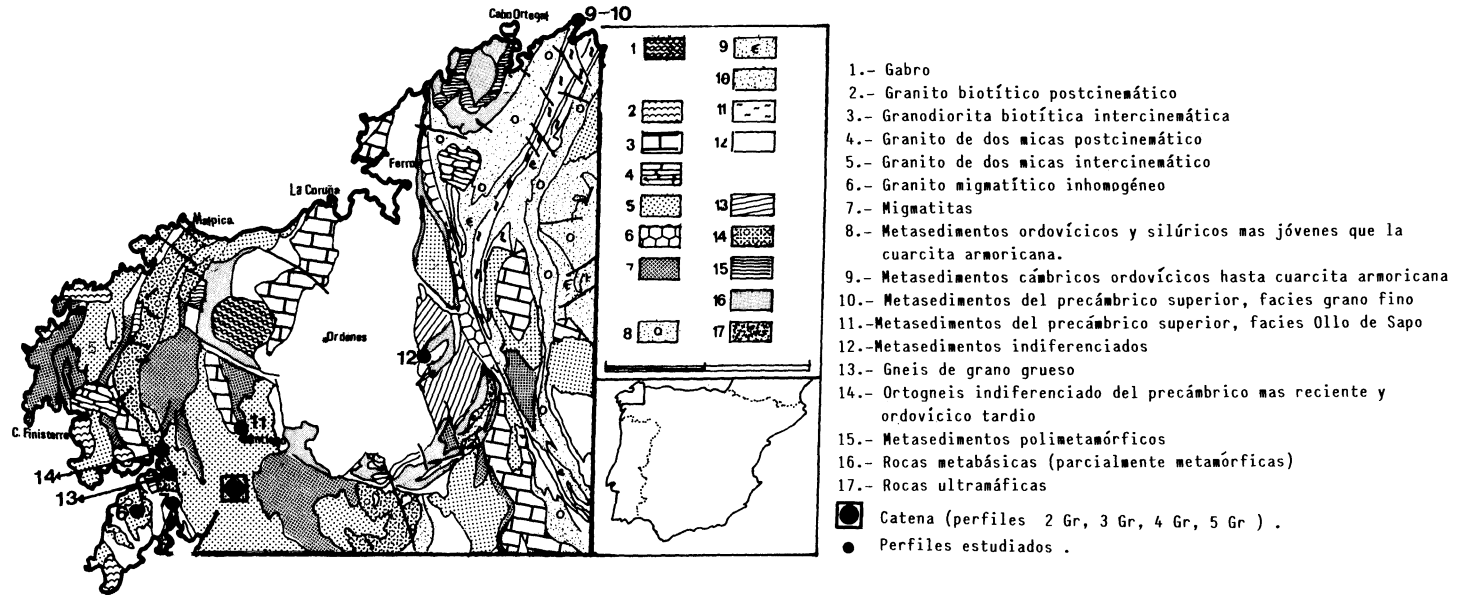 Cabo Ortegal
9-10
Ferrol
La Coruña
Malpica
Ordenes
12
5
C. Finisterre
11
14
13
7
6
1
2
3
4
5
6
7
8
9
10
11
12
13
14
15
16
17
1.- Gabro
2.- Granito biotítico postcinemático
3.- Granodiorita biotítica intercinemática
4.- Granito de dos micas postcinemático
5.- Granito de dos micas intercinemático
6.- Granito migmatítico inhomogéneo
7.- Migmatitas
8.- Metasedimentos ordovícicos y silúricos mas jóvenes que la
cuarcita armoricana.
9.- Metasedimentos cámbricos ordovícicos hasta cuarcita armoricana
10.- Metasedimentos del precámbrico superior, facies grano fino
11.-Metasedimentos del precámbrico superior, facies Ollo de Sapo
12.-Metasedimentos indiferenciados
13.- Gneis de grano grueso
14.- Ortogneis indiferenciado del precámbrico mas reciente y
ordovícico tardio
15.- Metasedimentos polimetamórficos
16.- Rocas metabásicas (parcialmente metamórficas)
17.- Rocas ultramáficas
Catena (perfiles 2 Gr, 3 Gr, 4 Gr, 5 Gr ) .
Perfiles estudiados .